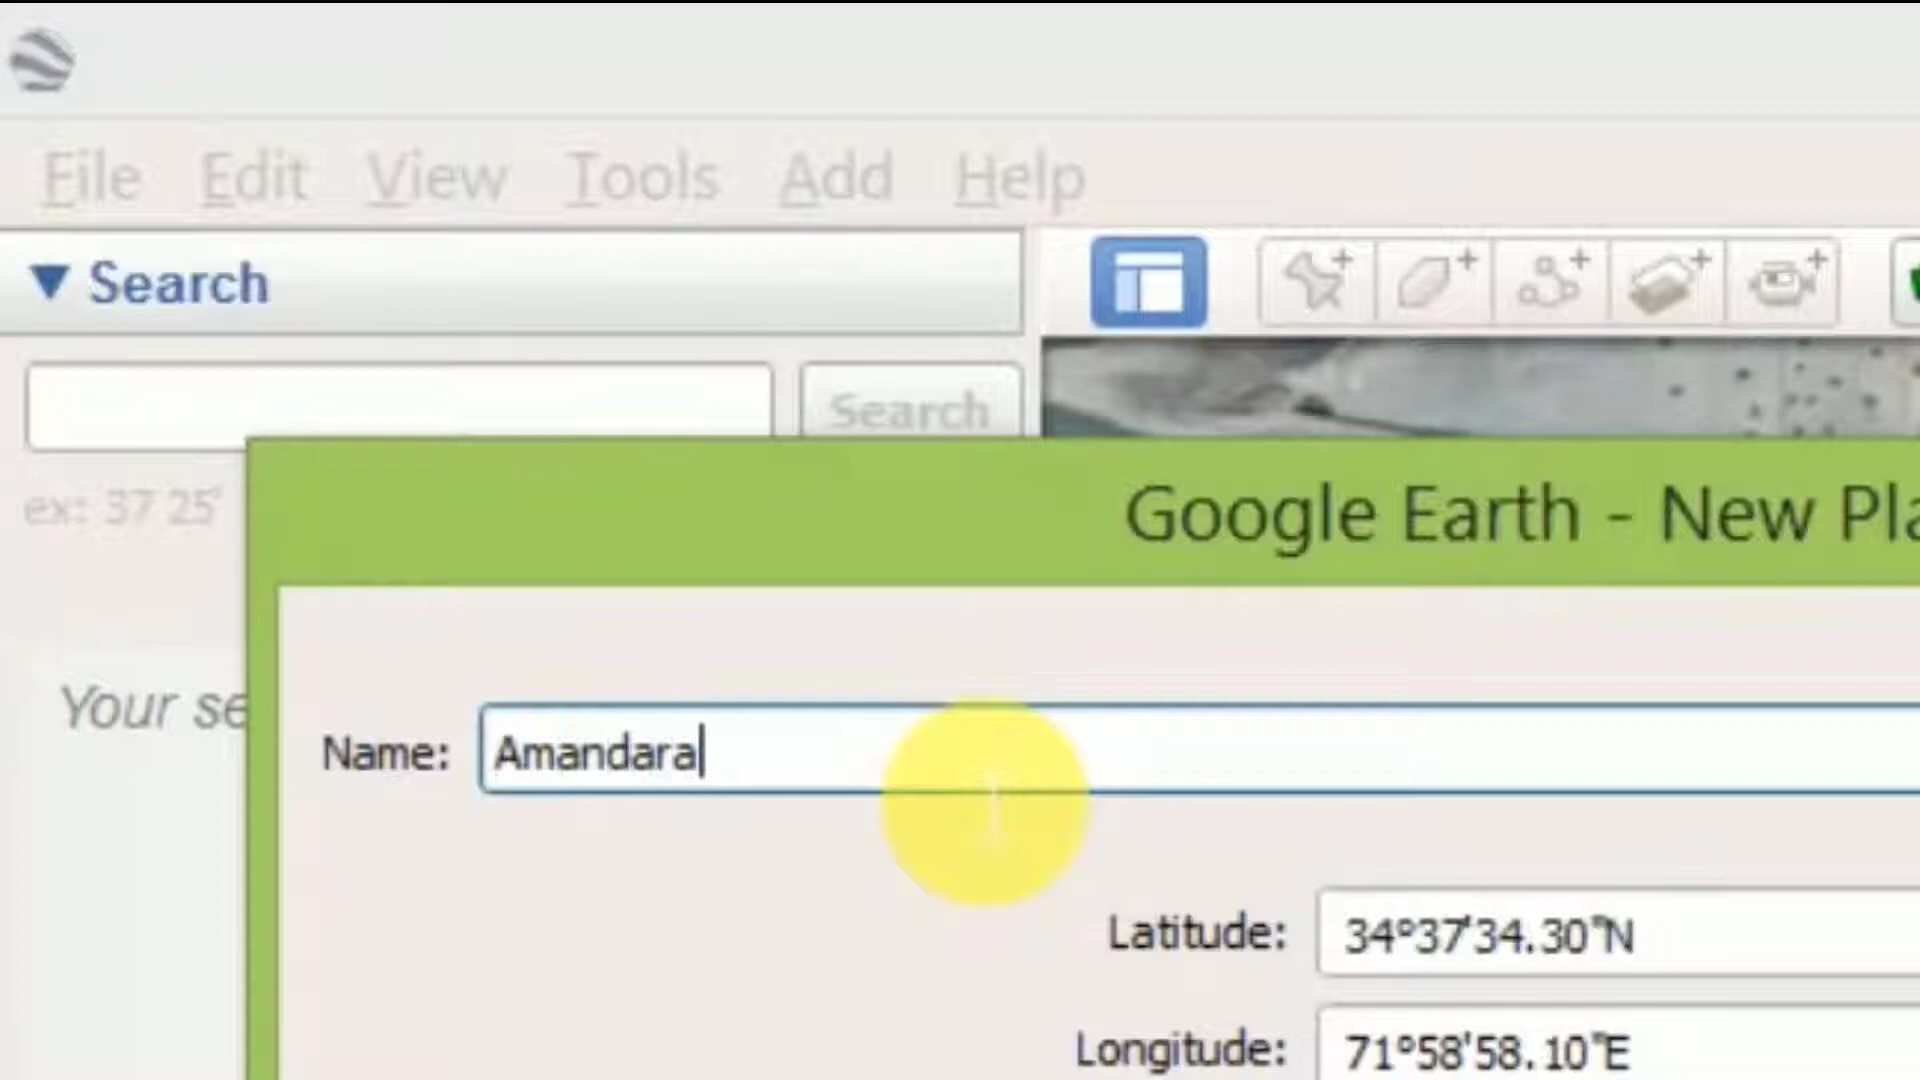 File Edit View Tools Add Help
Search
Search
ex: 37 25'
Google Earth - New Pla
Your se
Name: Amandara
Latitude: 34°37'34.30"N
Longitude: 71°58'58.10"E